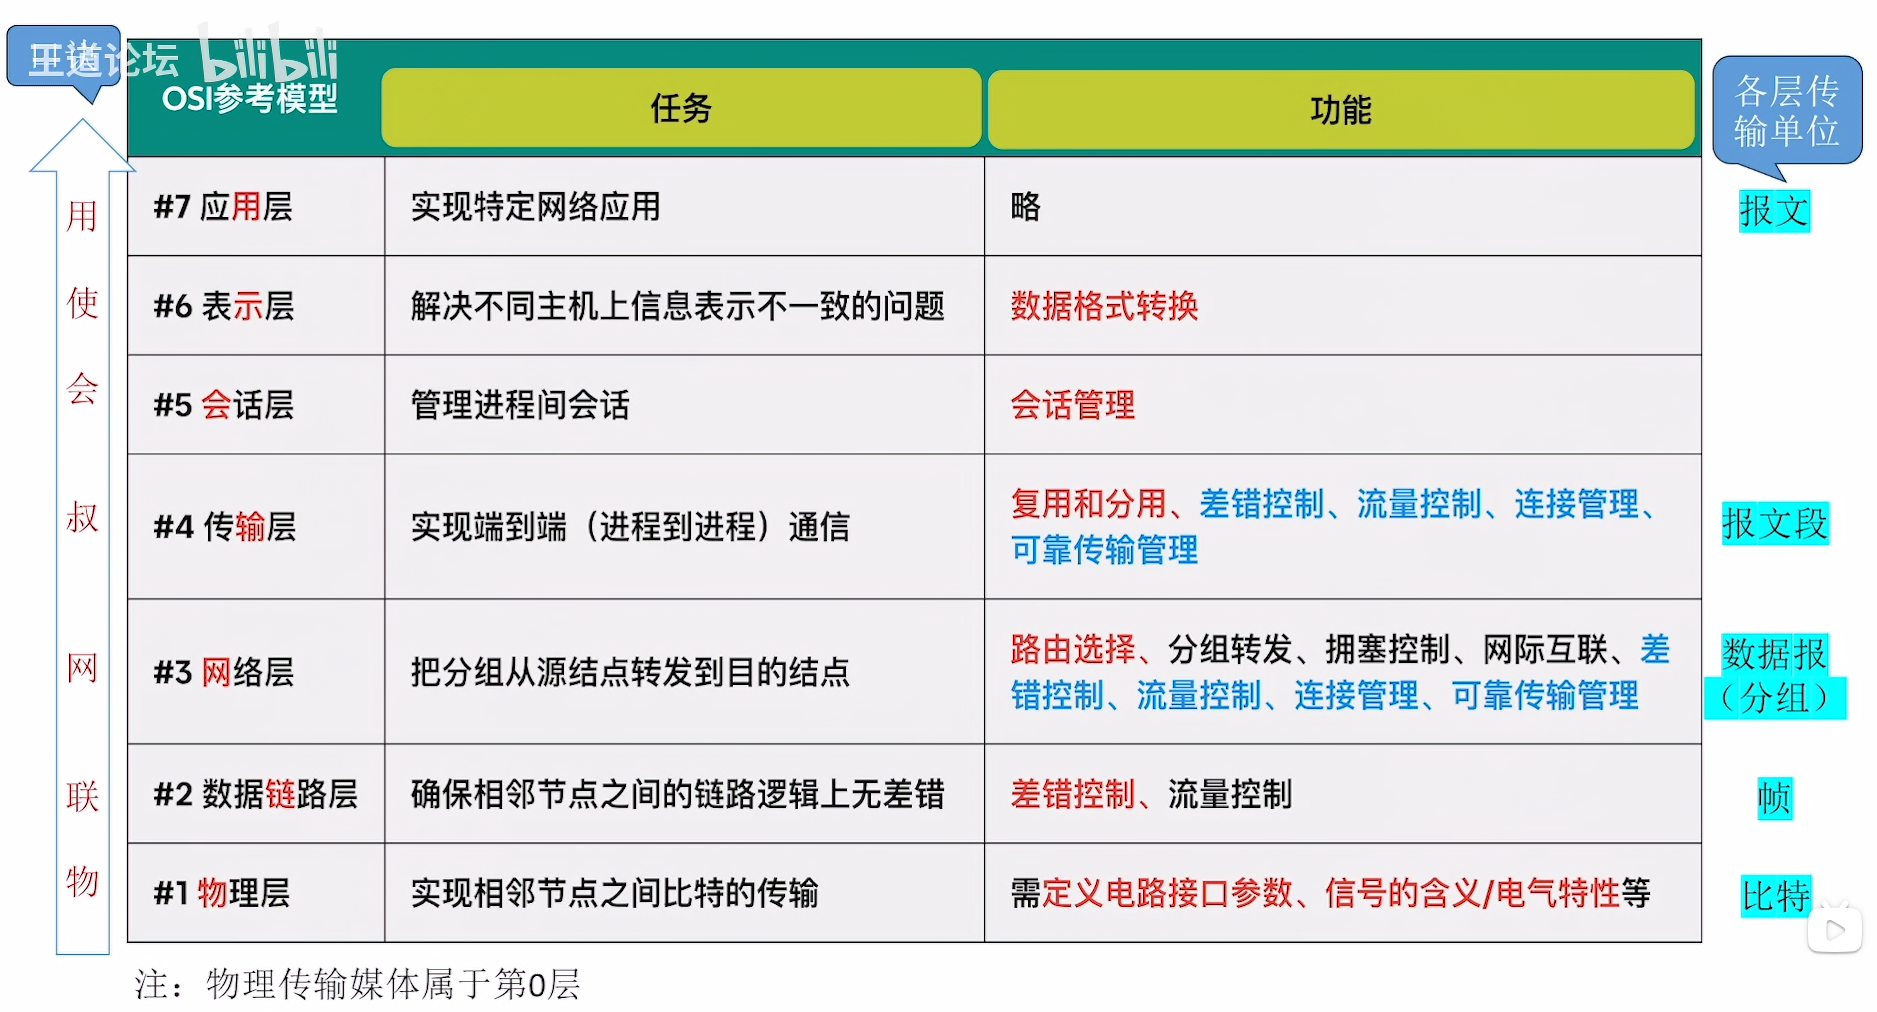 王道论坛 bilibili
OSI参考模型
任务
功能
各层传
输单位
用
#7 应用层
实现特定网络应用
略
报文
使
#6 表示层
解决不同主机上信息表示不一致的问题
数据格式转换
会
#5 会话层
管理进程间会话
会话管理
叔
#4 传输层
实现端到端（进程到进程）通信
复用和分用、差错控制、流量控制、连接管理、
可靠传输管理
报文段
网
#3 网络层
把分组从源结点转发到目的结点
路由选择、分组转发、拥塞控制、网际互联、差
错控制、流量控制、连接管理、可靠传输管理
数据报
（分组）
联
#2 数据链路层
确保相邻节点之间的链路逻辑上无差错
差错控制、流量控制
帧
物
#1 物理层
实现相邻节点之间比特的传输
需定义电路接口参数、信号的含义/电气特性等
比特
注：物理传输媒体属于第0层